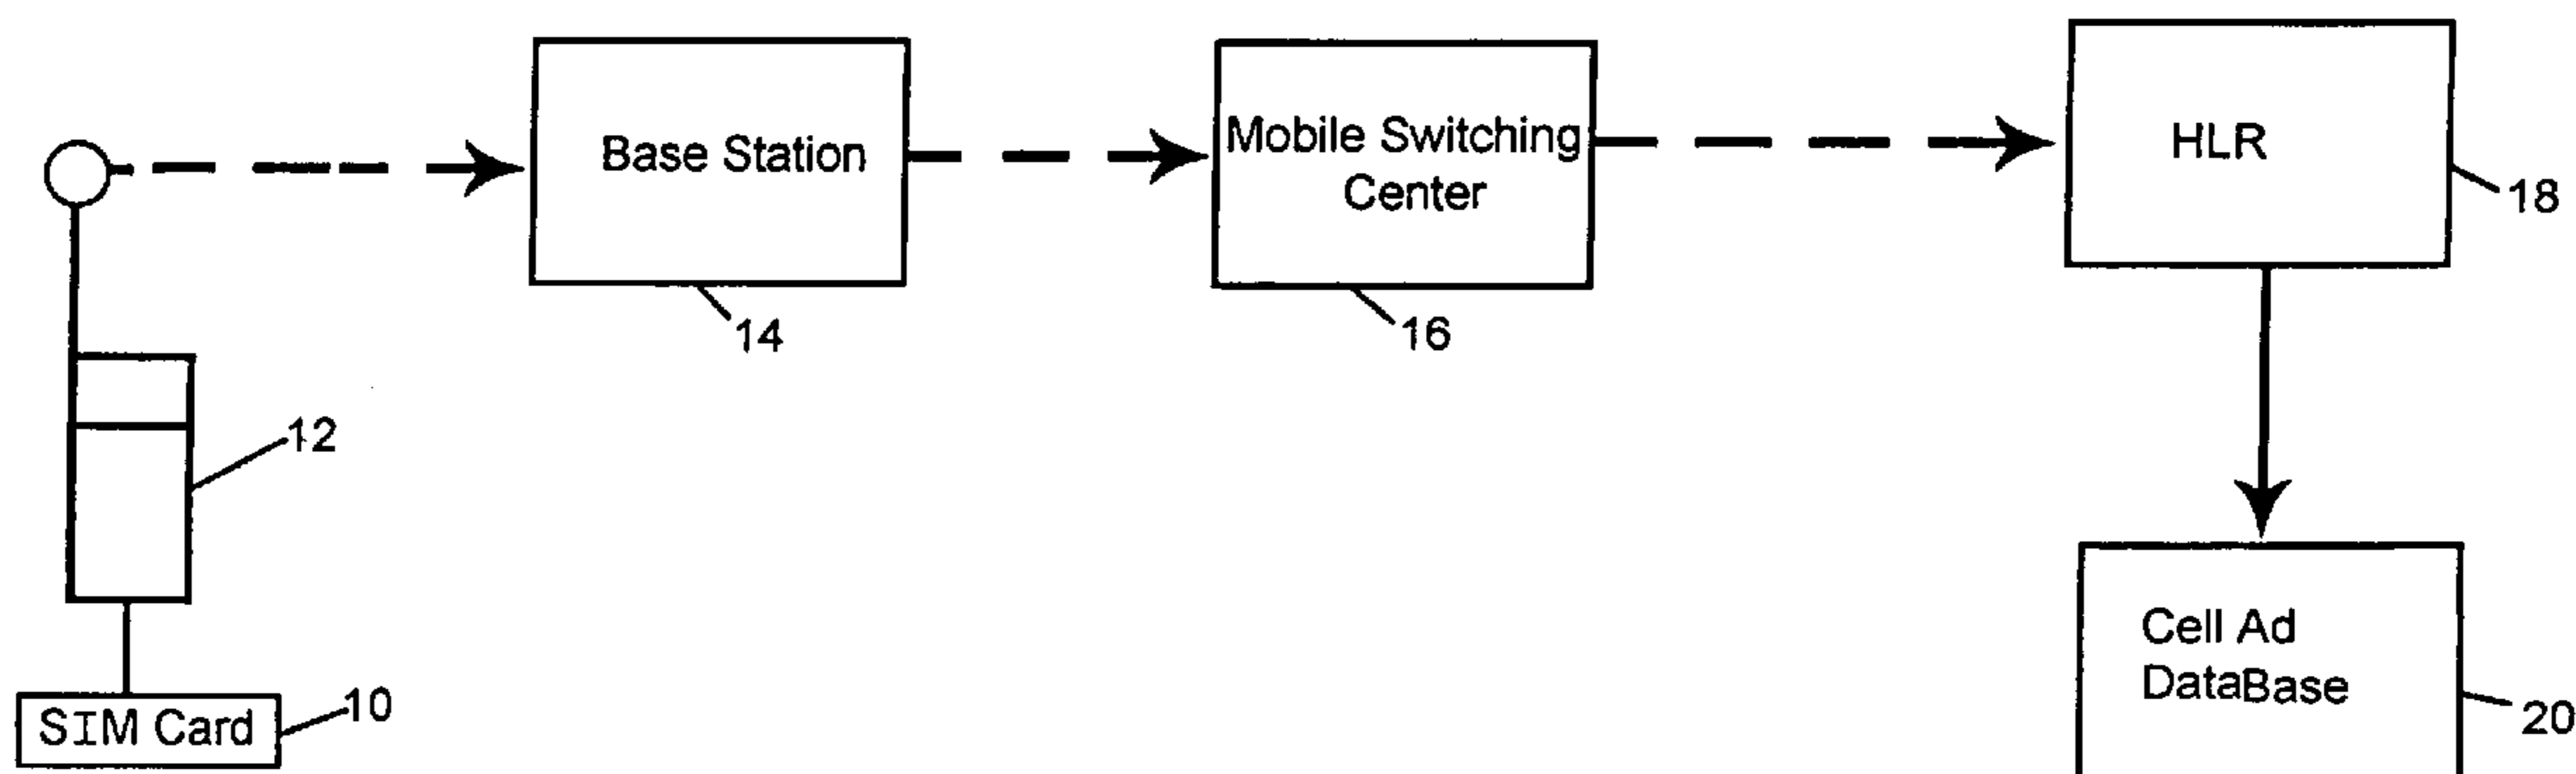 Base Station
14
Mobile Switching
Center
16
HLR
18
12
SIM Card
10
Cell Ad
DataBase
20